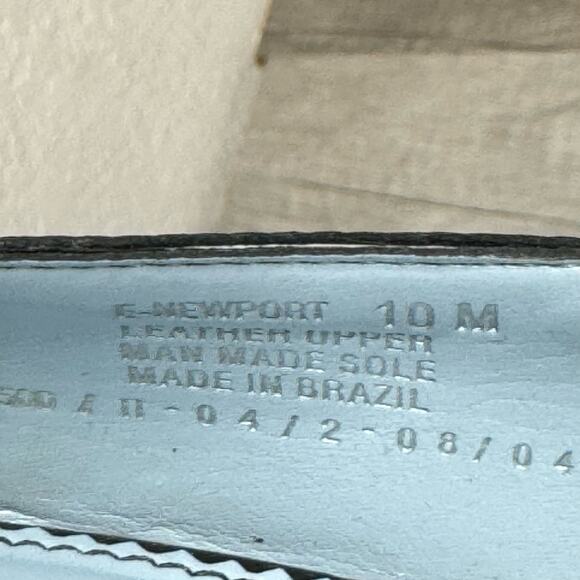 E-NEWPORT 10 M
LEATHER UPPER
MAN MADE SOLE
MADE IN BRAZIL
- 04/2-08/04